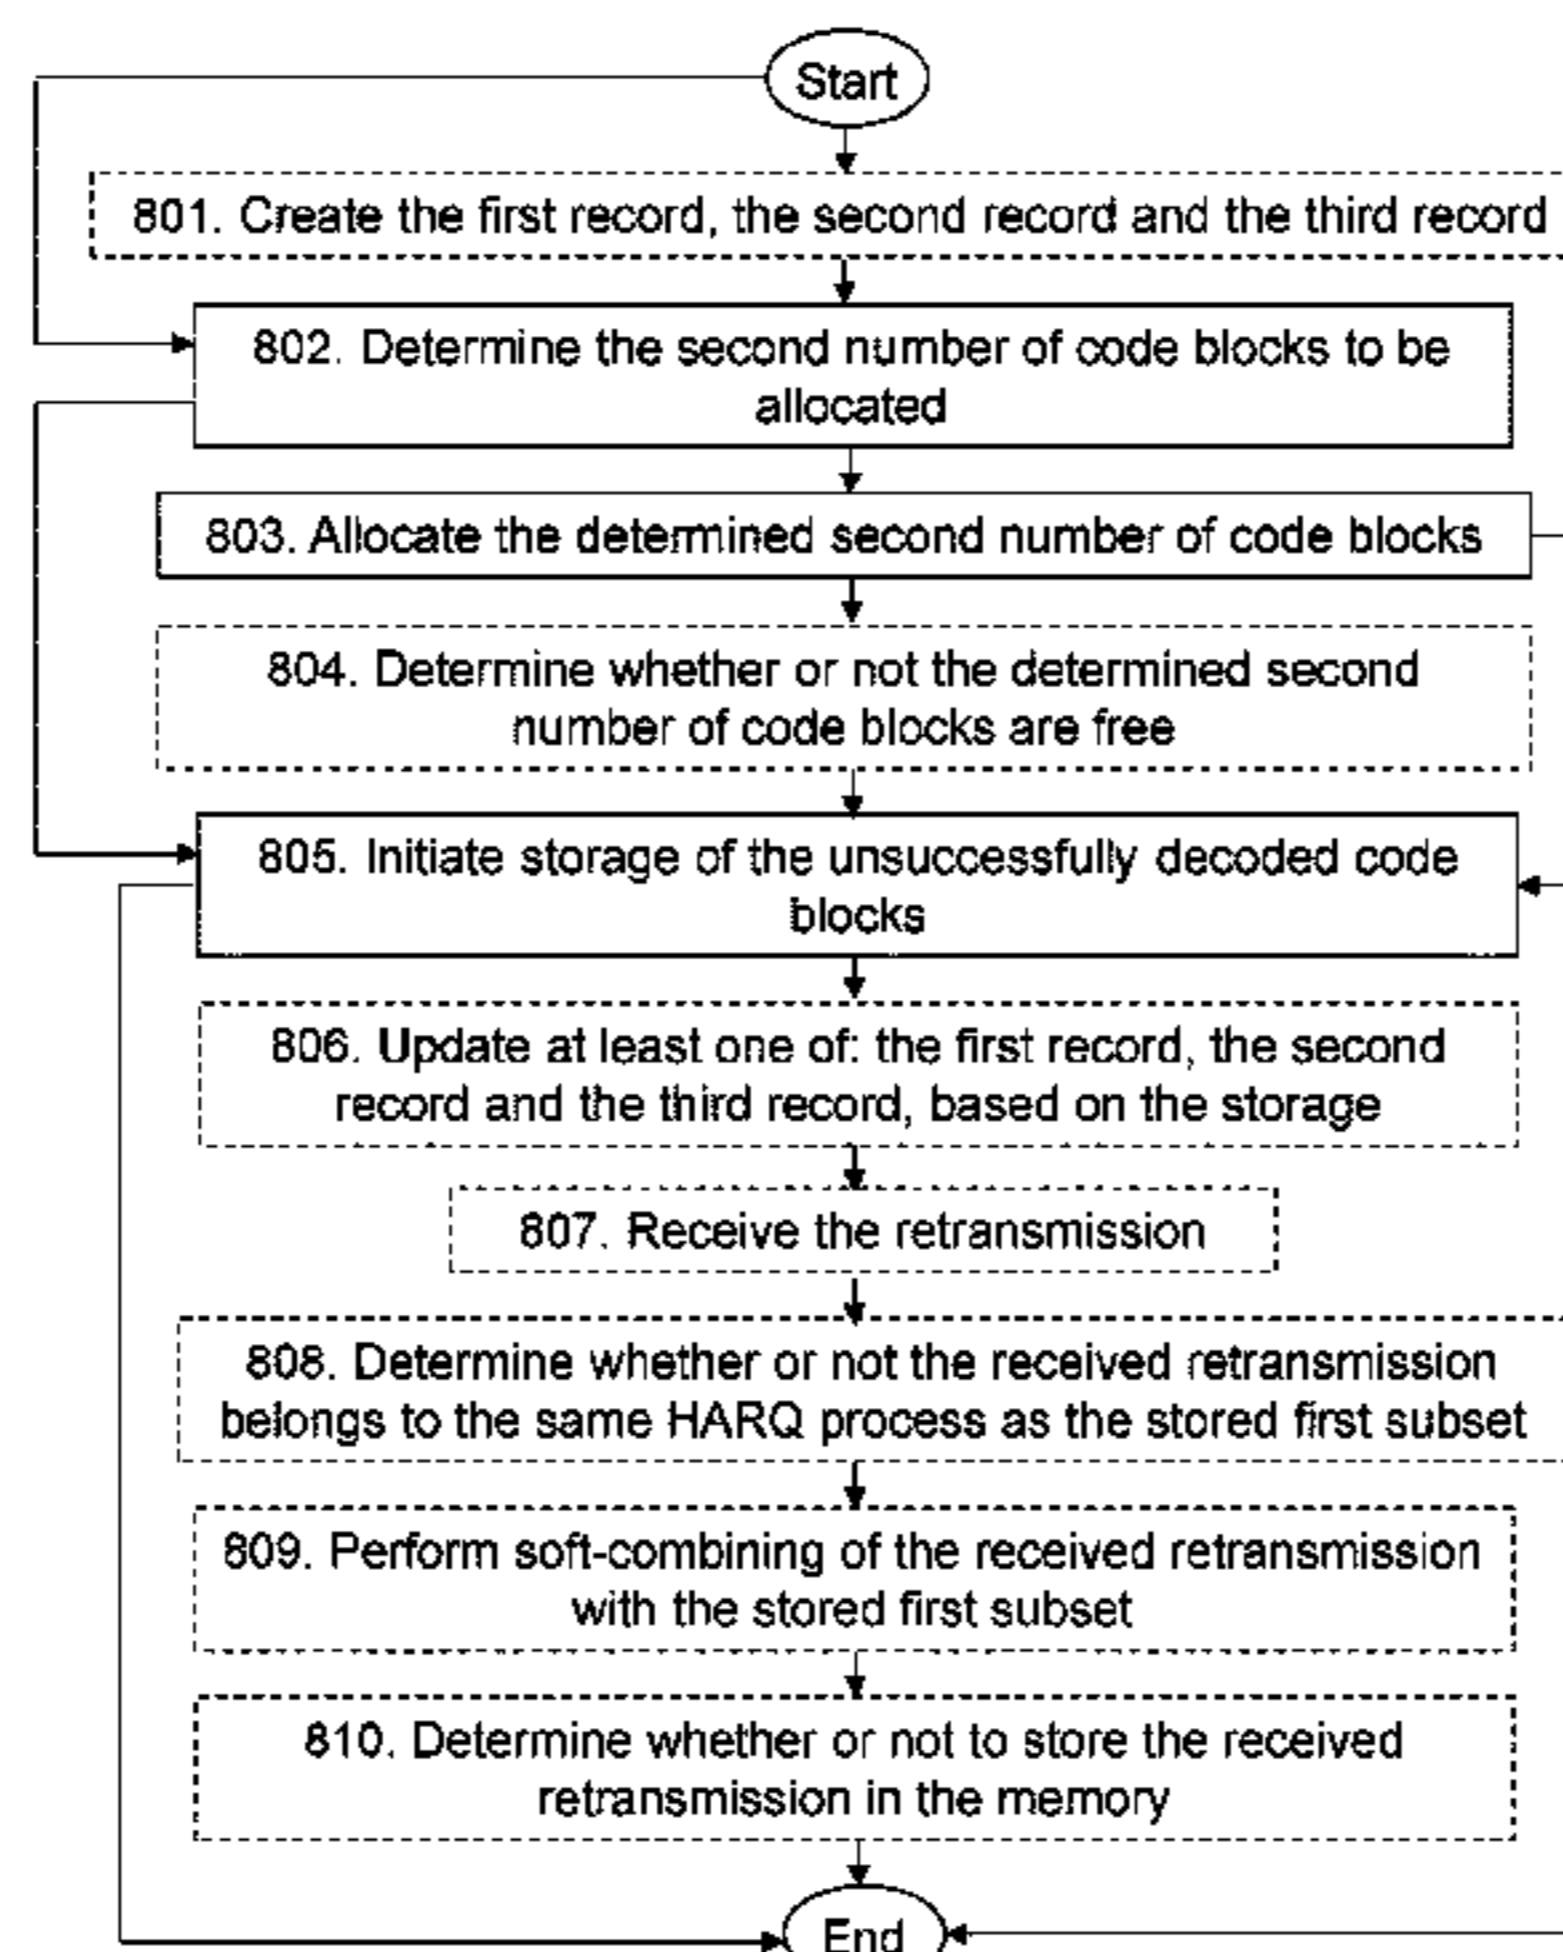 Start
801. Create the first record, the second record and the third record
802. Determine the second number of code blocks to be
allocated
803. Allocate the determined second number of code blocks
804. Determine whether or not the determined second
number of code blocks are free
805. Initiate storage of the unsuccessfully decoded code
blocks
806. Update at least one of: the first record, the second
record and the third record, based on the storage
807. Receive the retransmission
808. Determine whether or not the received retransmission
belongs to the same HARQ process as the stored first subset
809. Perform soft-combining of the received retransmission
with the stored first subset
810. Determine whether or not to store the received
retransmission in the memory
End